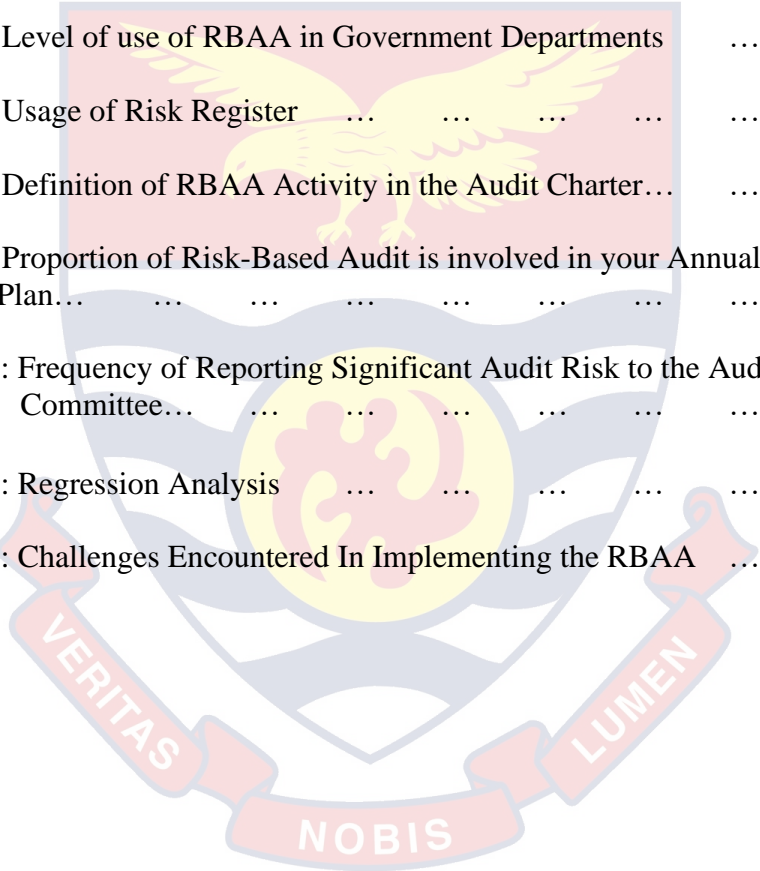 Level of use of RBAA in Government Departments …
Usage of Risk Register … … … … …
Definition of RBAA Activity in the Audit Charter… …
Proportion of Risk-Based Audit is involved in your Annual
Plan… … … … … … … …
: Frequency of Reporting Significant Audit Risk to the Aud
Committee… … … … … … …
: Regression Analysis … … … … …
: Challenges Encountered In Implementing the RBAA …
VERITAS
NOBIS
LUMEN